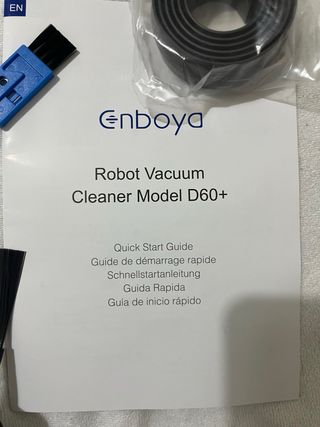 EN
Enboya
Robot Vacuum
Cleaner Model D60+
Quick Start Guide
Guide de démarrage rapide
Schnellstartanleitung
Guida Rapida
Guía de inicio rápido